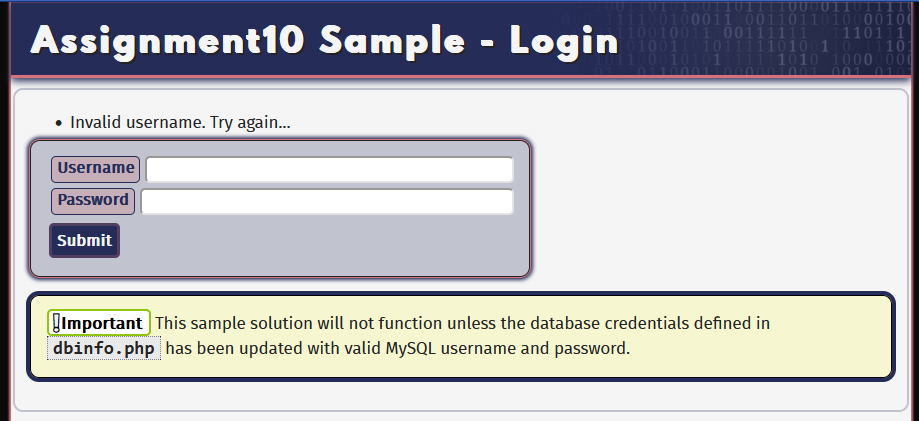 Assignment10 Sample - Login
Invalid username. Try again...
Username
Password
Submit
Important This sample solution will not function unless the database credentials defined in
dbinfo.php has been updated with valid MySQL username and password.